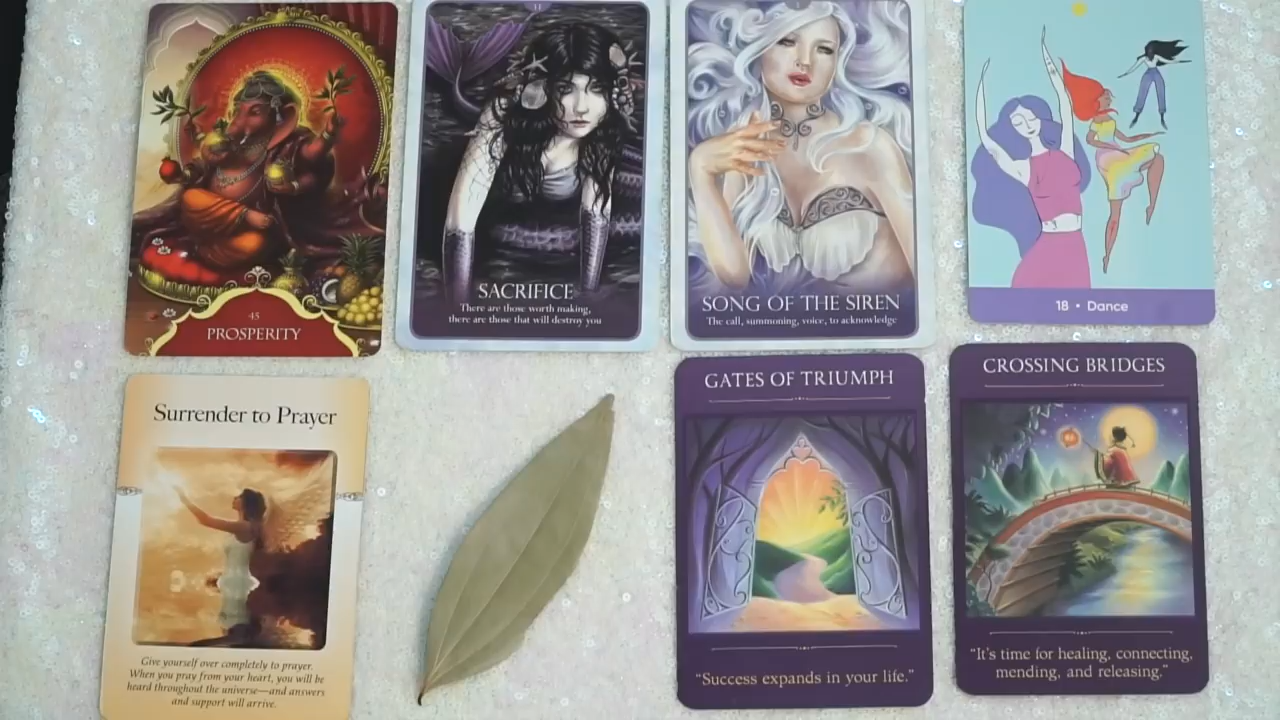 45
PROSPERITY
11
SACRIFICE
There are those worth making,
there are those that will destroy you
SONG OF THE SIREN
The call, summoning, voice, to acknowledge
18 • Dance
Surrender to Prayer
Give yourself over completely to prayer.
When you pray from your heart, you will be
heard throughout the universe—and answers
and support will arrive.
GATES OF TRIUMPH
“Success expands in your life.”
CROSSING BRIDGES
“It's time for healing, connecting,
mending, and releasing.”